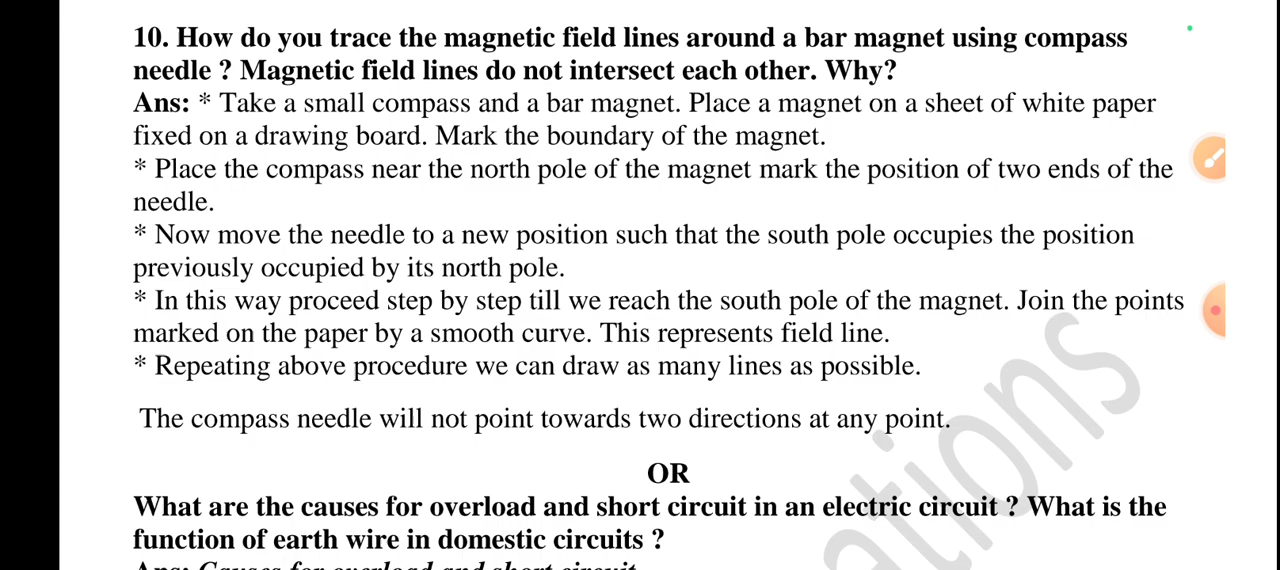 10. How do you trace the magnetic field lines around a bar magnet using compass
needle ? Magnetic field lines do not intersect each other. Why?
Ans: * Take a small compass and a bar magnet. Place a magnet on a sheet of white paper
fixed on a drawing board. Mark the boundary of the magnet.
* Place the compass near the north pole of the magnet mark the position of two ends of the
needle.
* Now move the needle to a new position such that the south pole occupies the position
previously occupied by its north pole.
* In this way proceed step by step till we reach the south pole of the magnet. Join the points
marked on the paper by a smooth curve. This represents field line.
* Repeating above procedure we can draw as many lines as possible.
The compass needle will not point towards two directions at any point.
OR
What are the causes for overload and short circuit in an electric circuit ? What is the
function of earth wire in domestic circuits ?
Ans: Causes for overload and short circuit
ations